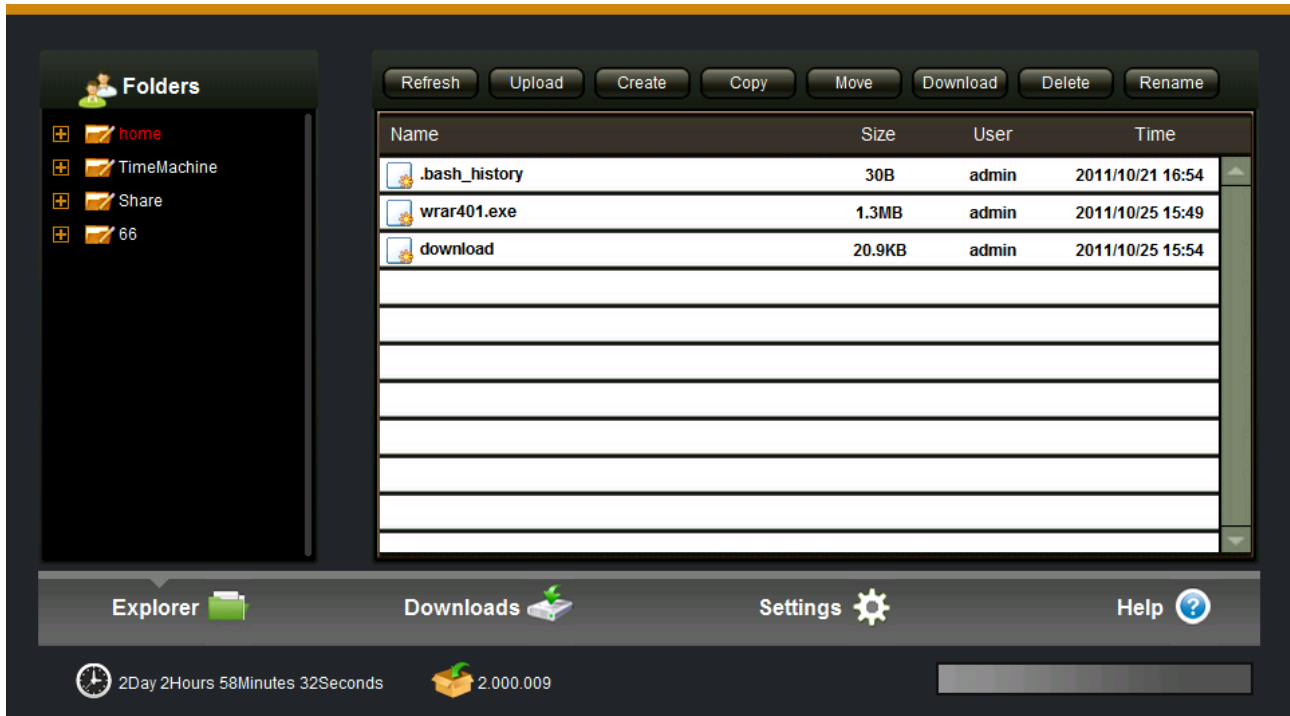 Folders
Refresh Upload Create Copy Move Download Delete Rename
home
TimeMachine
Share
66
Name Size User Time
.bash_history 30B admin 2011/10/21 16:54
wrar401.exe 1.3MB admin 2011/10/25 15:49
download 20.9KB admin 2011/10/25 15:54
Explorer Downloads Settings Help
2Day 2Hours 58Minutes 32Seconds 2.000.009